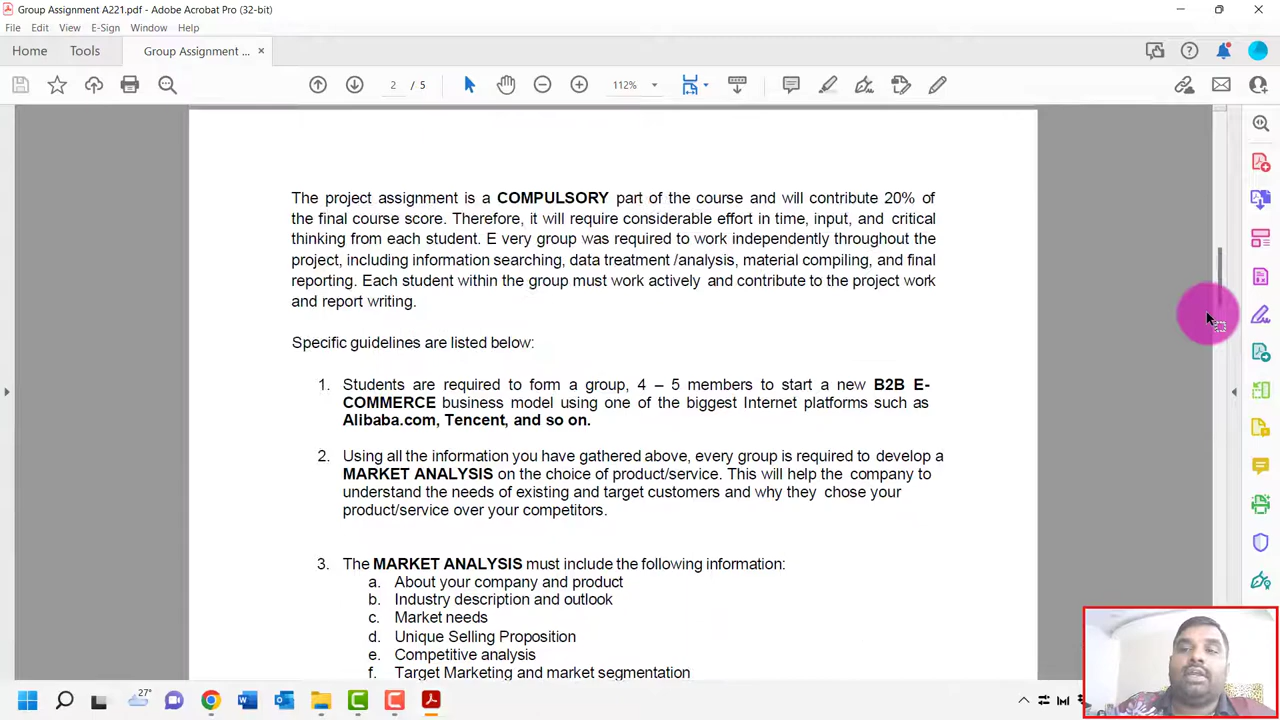 Group Assignment A221.pdf - Adobe Acrobat Pro (32-bit)
File Edit View E-Sign Window Help
Home Tools Group Assignment ... ×
2 / 5 112%
The project assignment is a COMPULSORY part of the course and will contribute 20% of
the final course score. Therefore, it will require considerable effort in time, input, and critical
thinking from each student. E very group was required to work independently throughout the
project, including information searching, data treatment /analysis, material compiling, and final
reporting. Each student within the group must work actively and contribute to the project work
and report writing.
Specific guidelines are listed below:
1. Students are required to form a group, 4 – 5 members to start a new B2B E-
COMMERCE business model using one of the biggest Internet platforms such as
Alibaba.com, Tencent, and so on.
2. Using all the information you have gathered above, every group is required to develop a
MARKET ANALYSIS on the choice of product/service. This will help the company to
understand the needs of existing and target customers and why they chose your
product/service over your competitors.
3. The MARKET ANALYSIS must include the following information:
a. About your company and product
b. Industry description and outlook
c. Market needs
d. Unique Selling Proposition
e. Competitive analysis
f. Target Marketing and market segmentation
27°